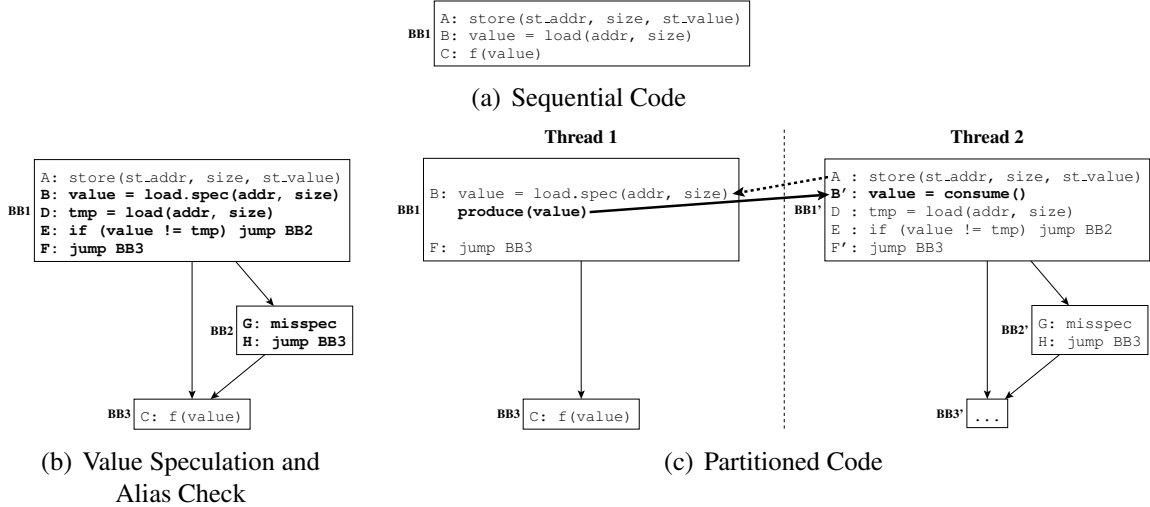 BB1
A: store(st_addr, size, st_value)
B: value = load(addr, size)
C: f(value)
(a) Sequential Code
BB1
A: store(st_addr, size, st_value)
B: value = load.spec(addr, size)
D: tmp = load(addr, size)
E: if (value != tmp) jump BB2
F: jump BB3
BB2
G: misspec
H: jump BB3
BB3
C: f(value)
(b) Value Speculation and
Alias Check
Thread 1
BB1
B: value = load.spec(addr, size)
produce(value)
F: jump BB3
BB3
C: f(value)
Thread 2
BB1'
A : store(st_addr, size, st_value)
B': value = consume()
D : tmp = load(addr, size)
E : if (value != tmp) jump BB2
F': jump BB3
BB2'
G: misspec
H: jump BB3
BB3'
...
(c) Partitioned Code